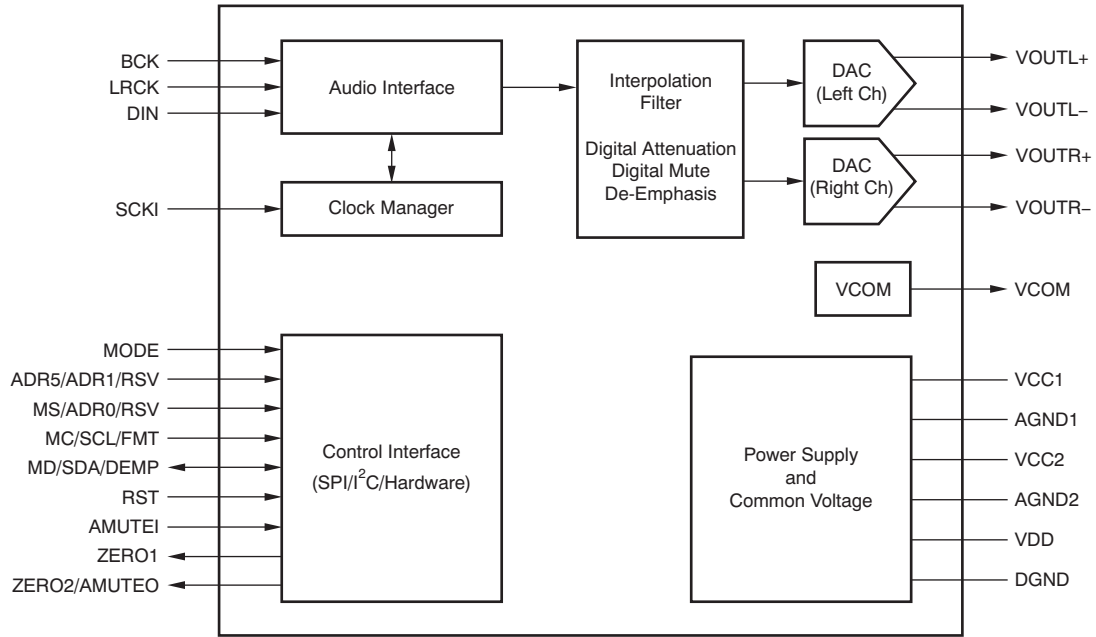 BCK
LRCK
DIN
SCKI
Audio Interface
Clock Manager
Interpolation
Filter
Digital Attenuation
Digital Mute
De-Emphasis
DAC
(Left Ch)
DAC
(Right Ch)
VOUTL+
VOUTL−
VOUTR+
VOUTR−
VCOM
VCOM
MODE
ADR5/ADR1/RSV
MS/ADR0/RSV
MC/SCL/FMT
MD/SDA/DEMP
RST
AMUTEI
ZERO1
ZERO2/AMUTEO
Control Interface
(SPI/I²C/Hardware)
Power Supply
and
Common Voltage
VCC1
AGND1
VCC2
AGND2
VDD
DGND